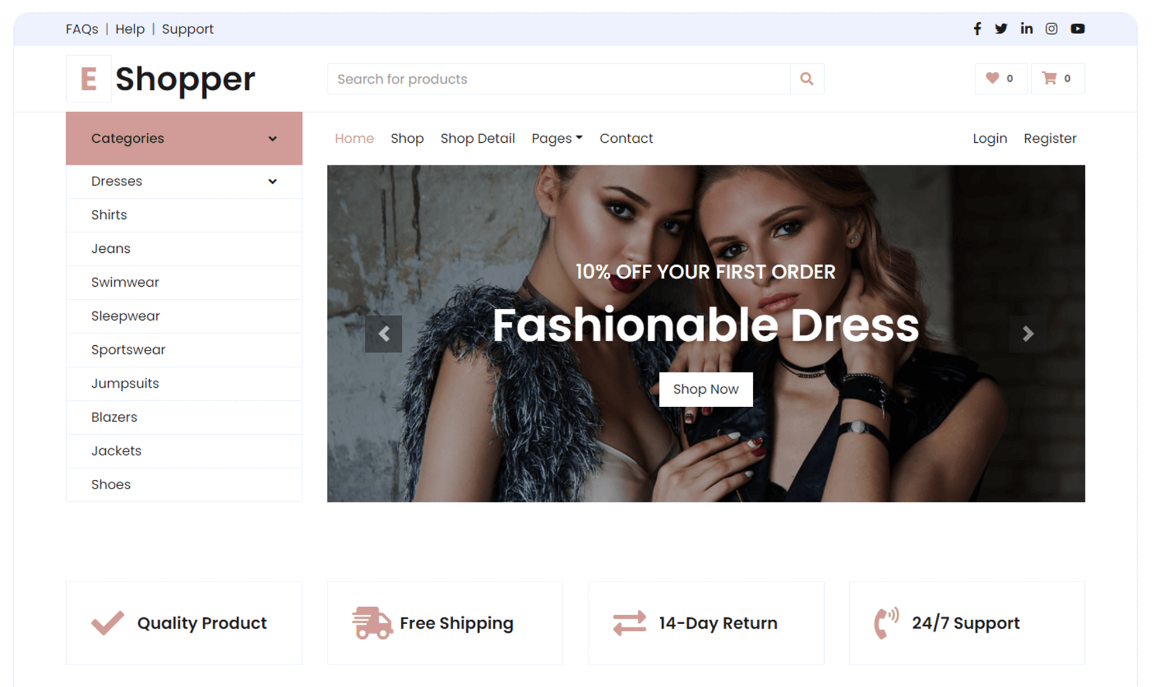 FAQs | Help | Support
E Shopper
Search for products
0
0
Categories
Home Shop Shop Detail Pages Contact
Login Register
Dresses
Shirts
Jeans
Swimwear
Sleepwear
Sportswear
Jumpsuits
Blazers
Jackets
Shoes
10% OFF YOUR FIRST ORDER
Fashionable Dress
Shop Now
Quality Product
Free Shipping
14-Day Return
24/7 Support